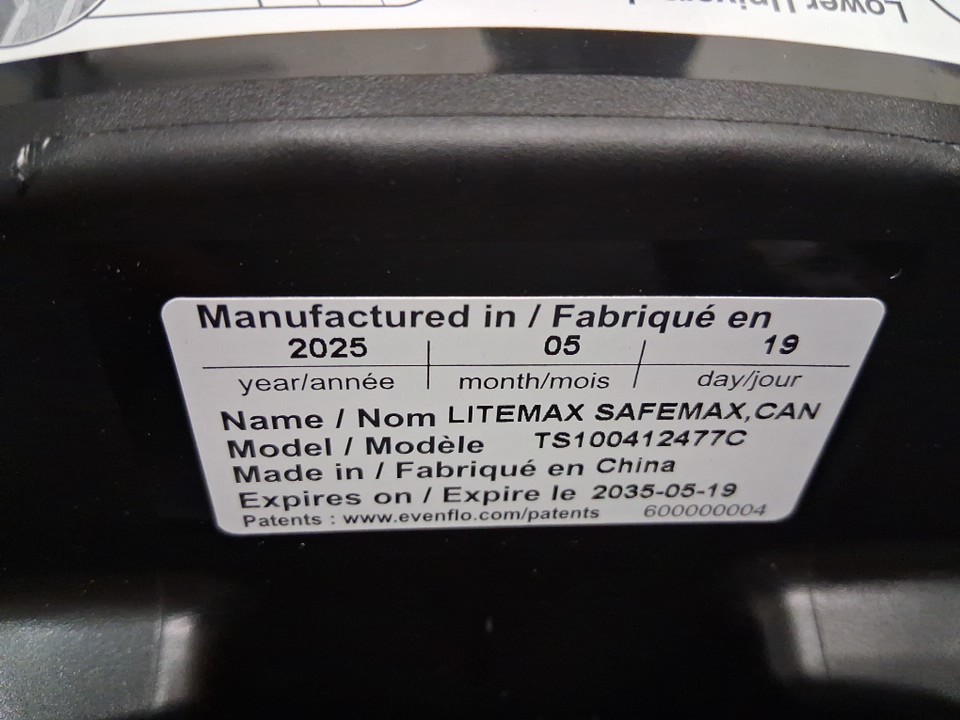 Lower
Manufactured in / Fabriqué en
2025 05 19
year/année month/mois day/jour
Name / Nom LITEMAX SAFEMAX,CAN
Model / Modèle TS100412477C
Made in / Fabriqué en China
Expires on / Expire le 2035-05-19
Patents : www.evenflo.com/patents 600000004